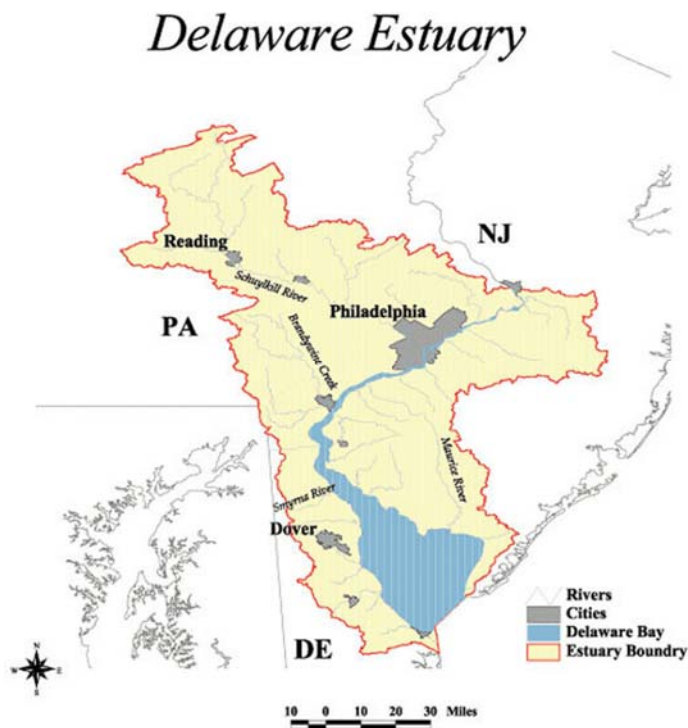 Delaware Estuary
NJ
Reading
Schuylkill River
Philadelphia
PA
Brandywine Creek
Maurice River
Smyrna River
Dover
DE
Rivers
Cities
Delaware Bay
Estuary Boundry
N
W E
S
10 0 10 20 30 Miles